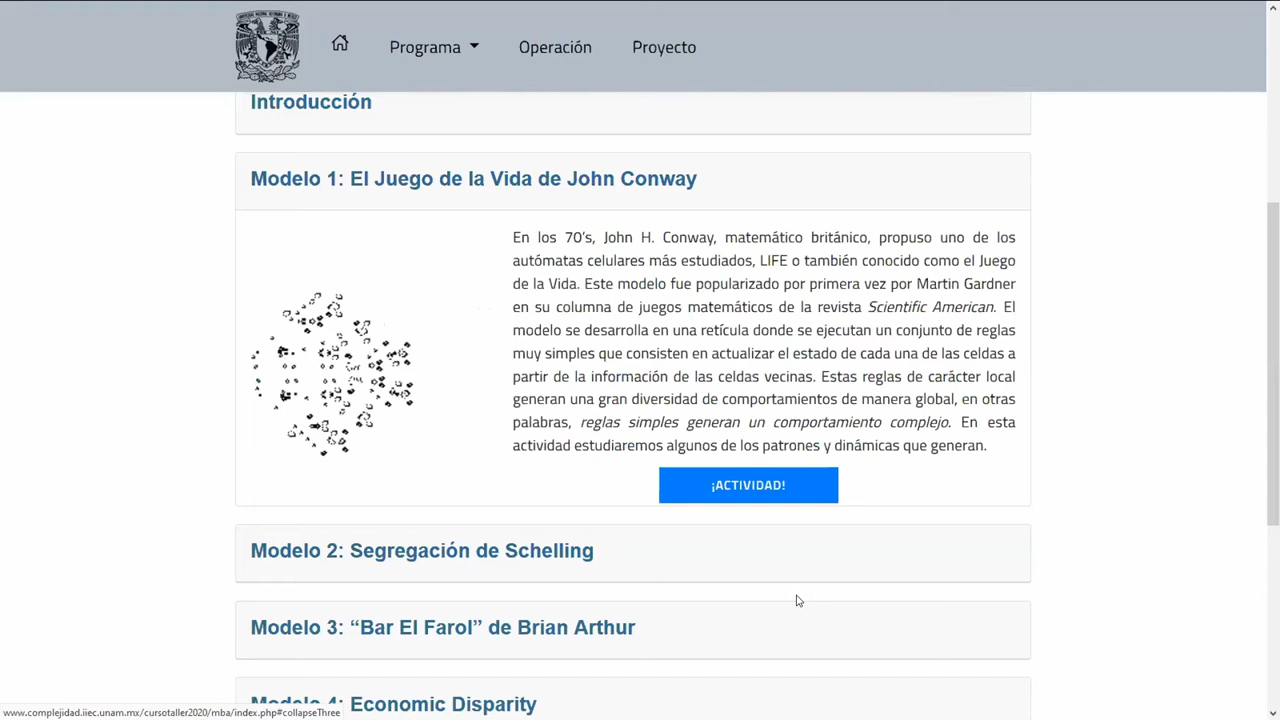 Programa
Operación
Proyecto
Introducción
Modelo 1: El Juego de la Vida de John Conway
En los 70's, John H. Conway, matemático británico, propuso uno de los
autómatas celulares más estudiados, LIFE o también conocido como el Juego
de la Vida. Este modelo fue popularizado por primera vez por Martin Gardner
en su columna de juegos matemáticos de la revista Scientific American. El
modelo se desarrolla en una retícula donde se ejecutan un conjunto de reglas
muy simples que consisten en actualizar el estado de cada una de las celdas a
partir de la información de las celdas vecinas. Estas reglas de carácter local
generan una gran diversidad de comportamientos de manera global, en otras
palabras, reglas simples generan un comportamiento complejo. En esta
actividad estudiaremos algunos de los patrones y dinámicas que generan.
¡ACTIVIDAD!
Modelo 2: Segregación de Schelling
Modelo 3: “Bar El Farol” de Brian Arthur
Modelo 4: Economic Disparity
www.complejidad.iiec.unam.mx/cursotaller2020/mba/index.php#collapseThree